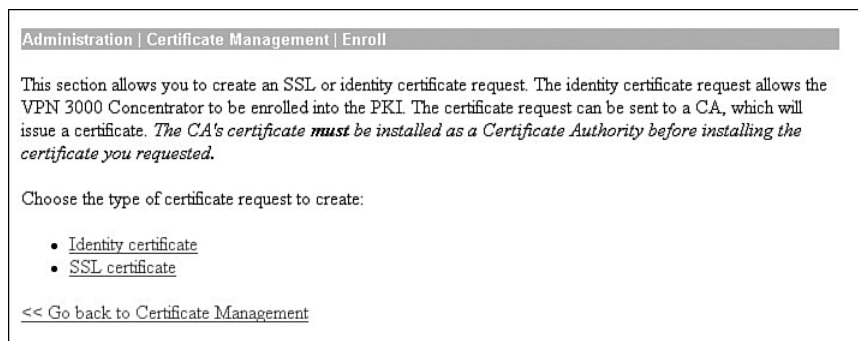 Administration | Certificate Management | Enroll
This section allows you to create an SSL or identity certificate request. The identity certificate request allows the
VPN 3000 Concentrator to be enrolled into the PKI. The certificate request can be sent to a CA, which will
issue a certificate. The CA's certificate must be installed as a Certificate Authority before installing the
certificate you requested.
Choose the type of certificate request to create:
• Identity certificate
• SSL certificate
<< Go back to Certificate Management